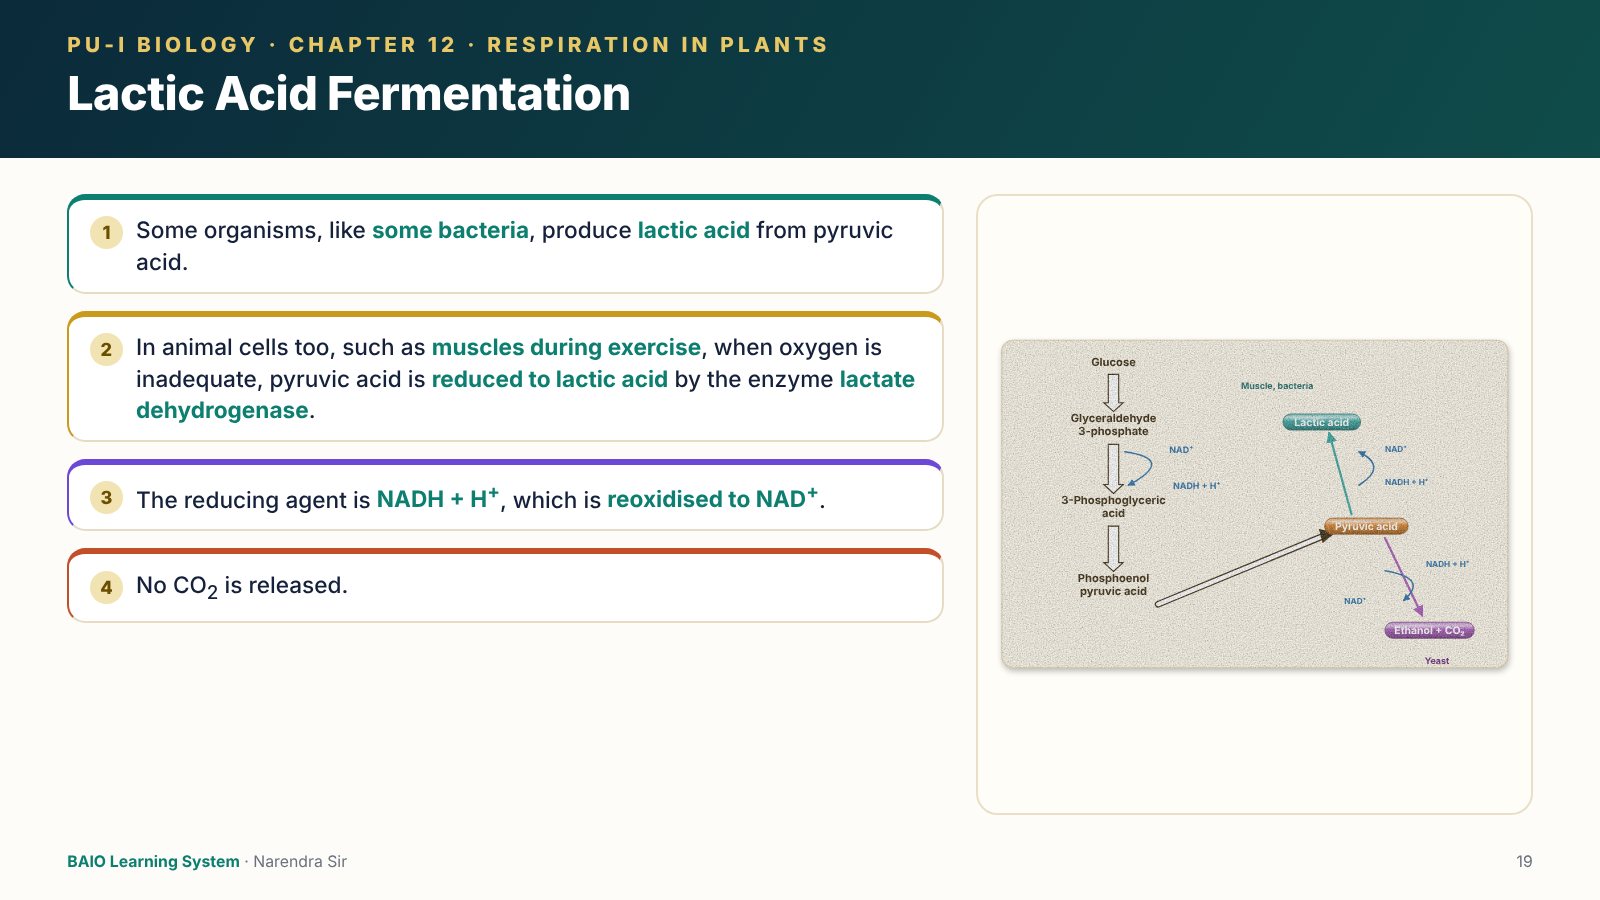 PU-I BIOLOGY · CHAPTER 12 · RESPIRATION IN PLANTS
Lactic Acid Fermentation
1 Some organisms, like some bacteria, produce lactic acid from pyruvic
acid.
2 In animal cells too, such as muscles during exercise, when oxygen is
inadequate, pyruvic acid is reduced to lactic acid by the enzyme lactate
dehydrogenase.
3 The reducing agent is NADH + H⁺, which is reoxidised to NAD⁺.
4 No CO₂ is released.
Glucose
Glyceraldehyde
3-phosphate
NAD⁺
NADH + H⁺
3-Phosphoglyceric
acid
Phosphoenol
pyruvic acid
Muscle, bacteria
Lactic acid
NAD⁺
NADH + H⁺
Pyruvic acid
NADH + H⁺
NAD⁺
Ethanol + CO₂
Yeast
BAIO Learning System · Narendra Sir
19